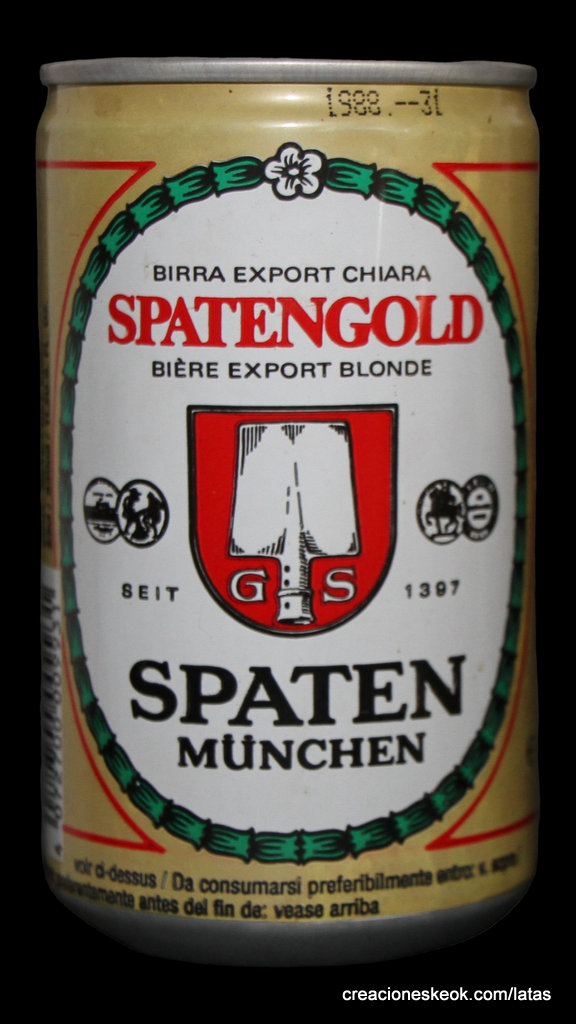 1988.--31
BIRRA EXPORT CHIARA
SPATENGOLD
BIÈRE EXPORT BLONDE
G S
SEIT 1397
SPATEN
MÜNCHEN
voir ci-dessus / Da consumarsi preferibilmente entro: v. sopra
antes del fin de: vease arriba
creacioneskeok.com/latas